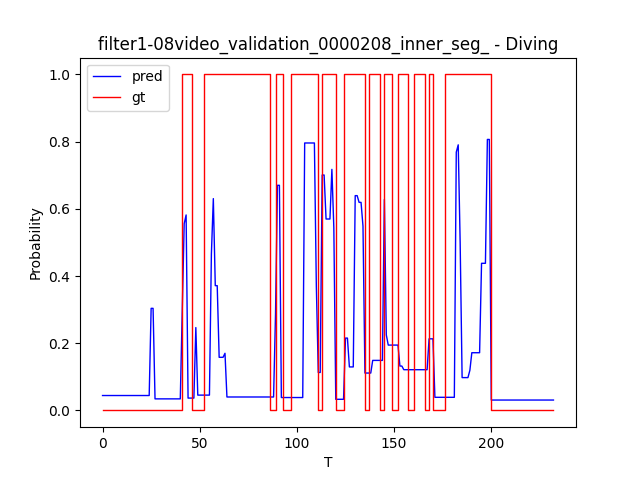 filter1-08video_validation_0000208_inner_seg_ - Diving
pred
gt
1.0
0.8
0.6
0.4
0.2
0.0
Probability
0
50
100
150
200
T